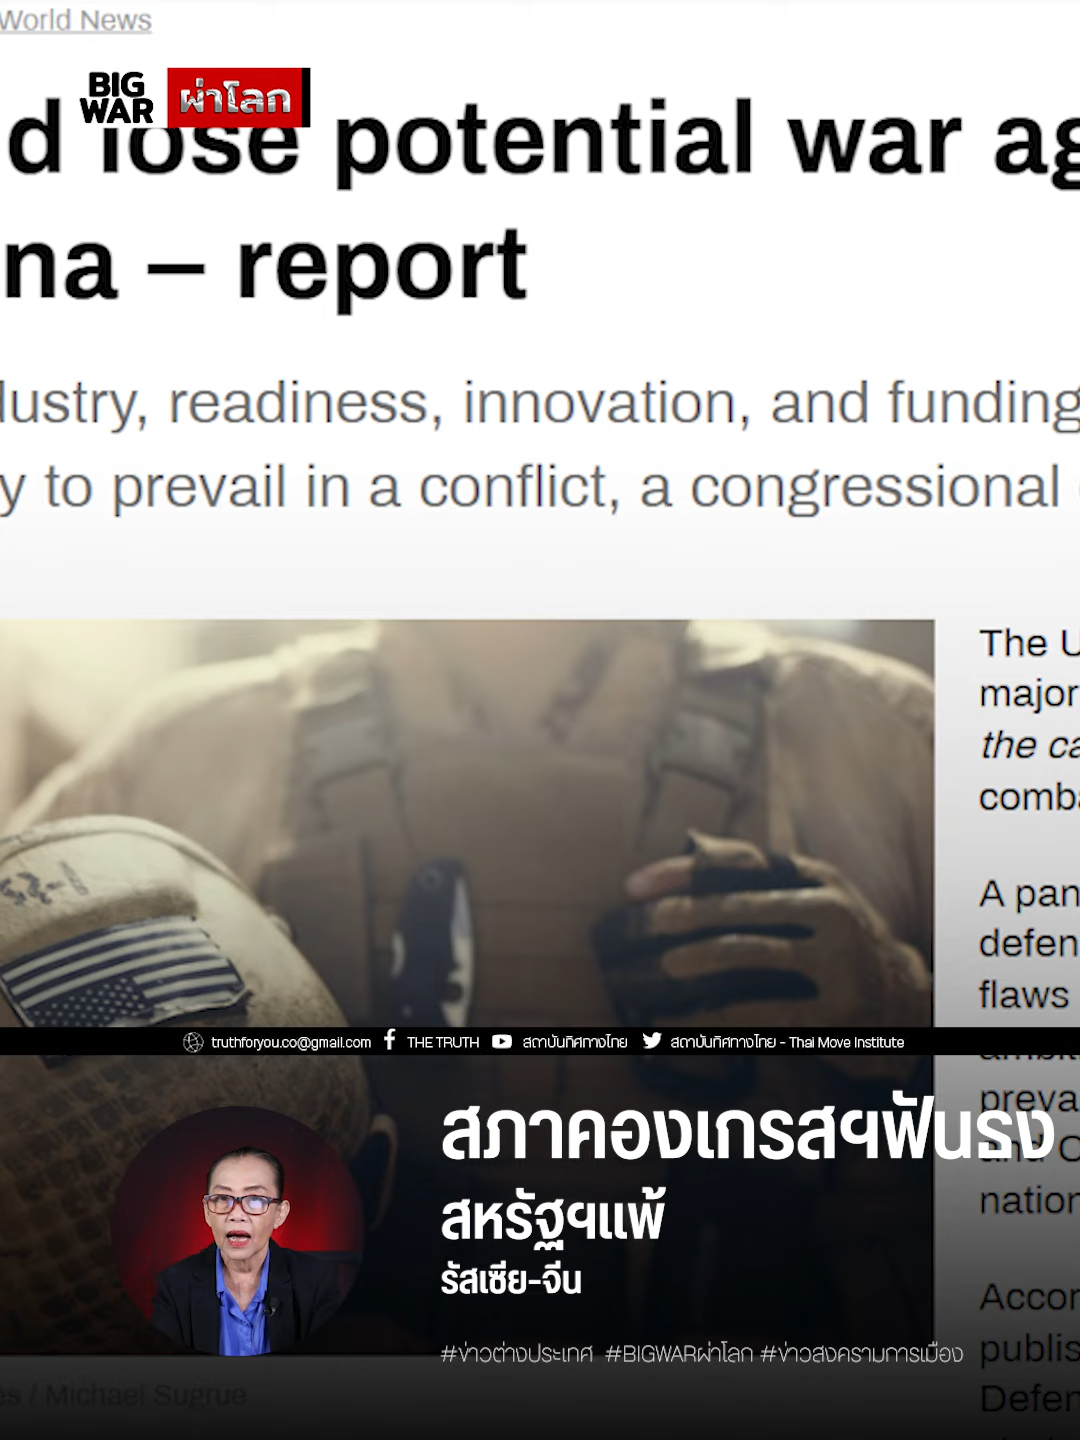 World News
BIG
WAR
ผ่าโลก
d lose potential war ag
na – report
dustry, readiness, innovation, and funding
y to prevail in a conflict, a congressional
The U
major
the ca
comba
A pan
defen
flaws
ambit
preva
and C
nation
Accor
publis
Defen
truthforyou.co@gmail.com THE TRUTH สถาบันทิศทางไทย สถาบันทิศทางไทย - Thai Move Institute
สภาคองเกรสฯฟันธง
สหรัฐฯแพ้
รัสเซีย-จีน
#ข่าวต่างประเทศ #BIGWARผ่าโลก #ข่าวสงครามการเมือง
es / Michael Sugrue